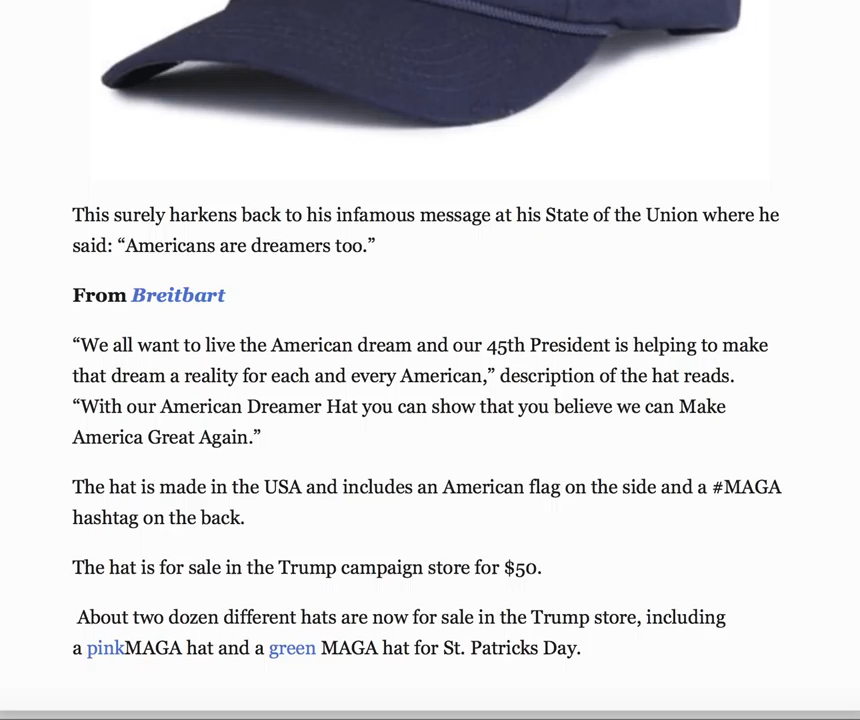 This surely harkens back to his infamous message at his State of the Union where he
said: “Americans are dreamers too.”
From Breitbart
“We all want to live the American dream and our 45th President is helping to make
that dream a reality for each and every American,” description of the hat reads.
“With our American Dreamer Hat you can show that you believe we can Make
America Great Again.”
The hat is made in the USA and includes an American flag on the side and a #MAGA
hashtag on the back.
The hat is for sale in the Trump campaign store for $50.
About two dozen different hats are now for sale in the Trump store, including
a pinkMAGA hat and a green MAGA hat for St. Patricks Day.